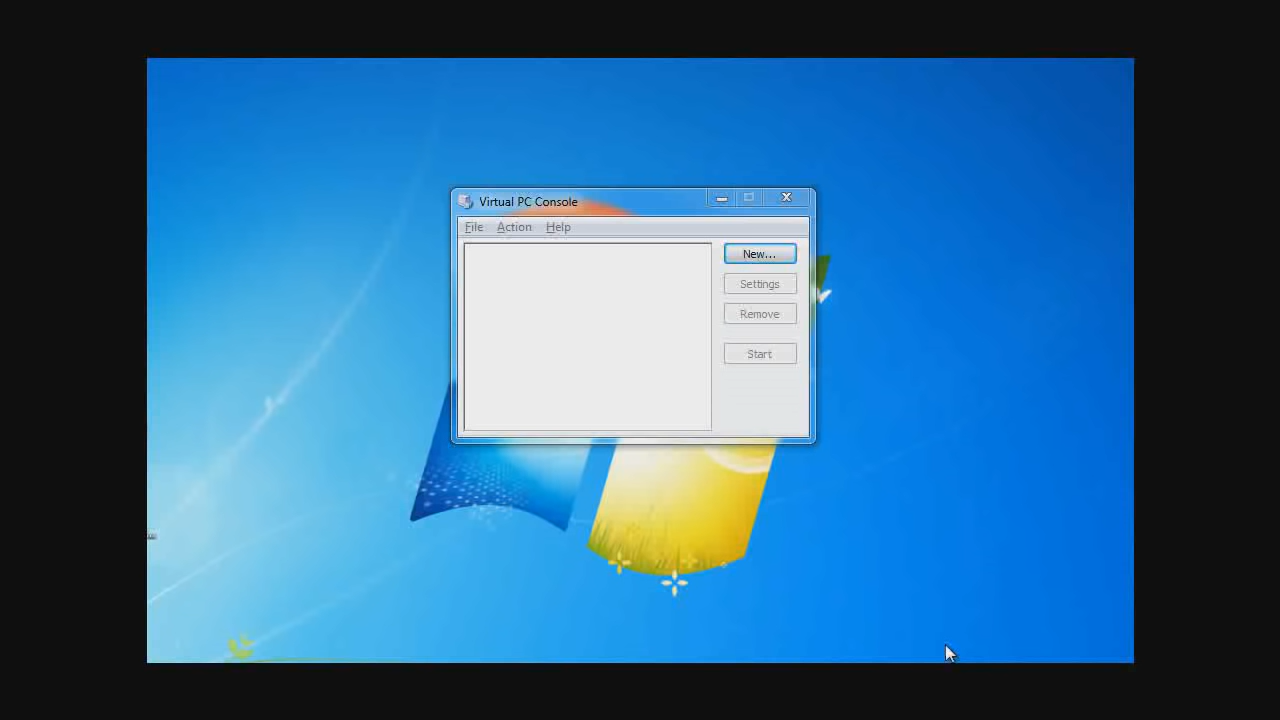 Virtual PC Console
File Action Help
New...
Settings
Remove
Start